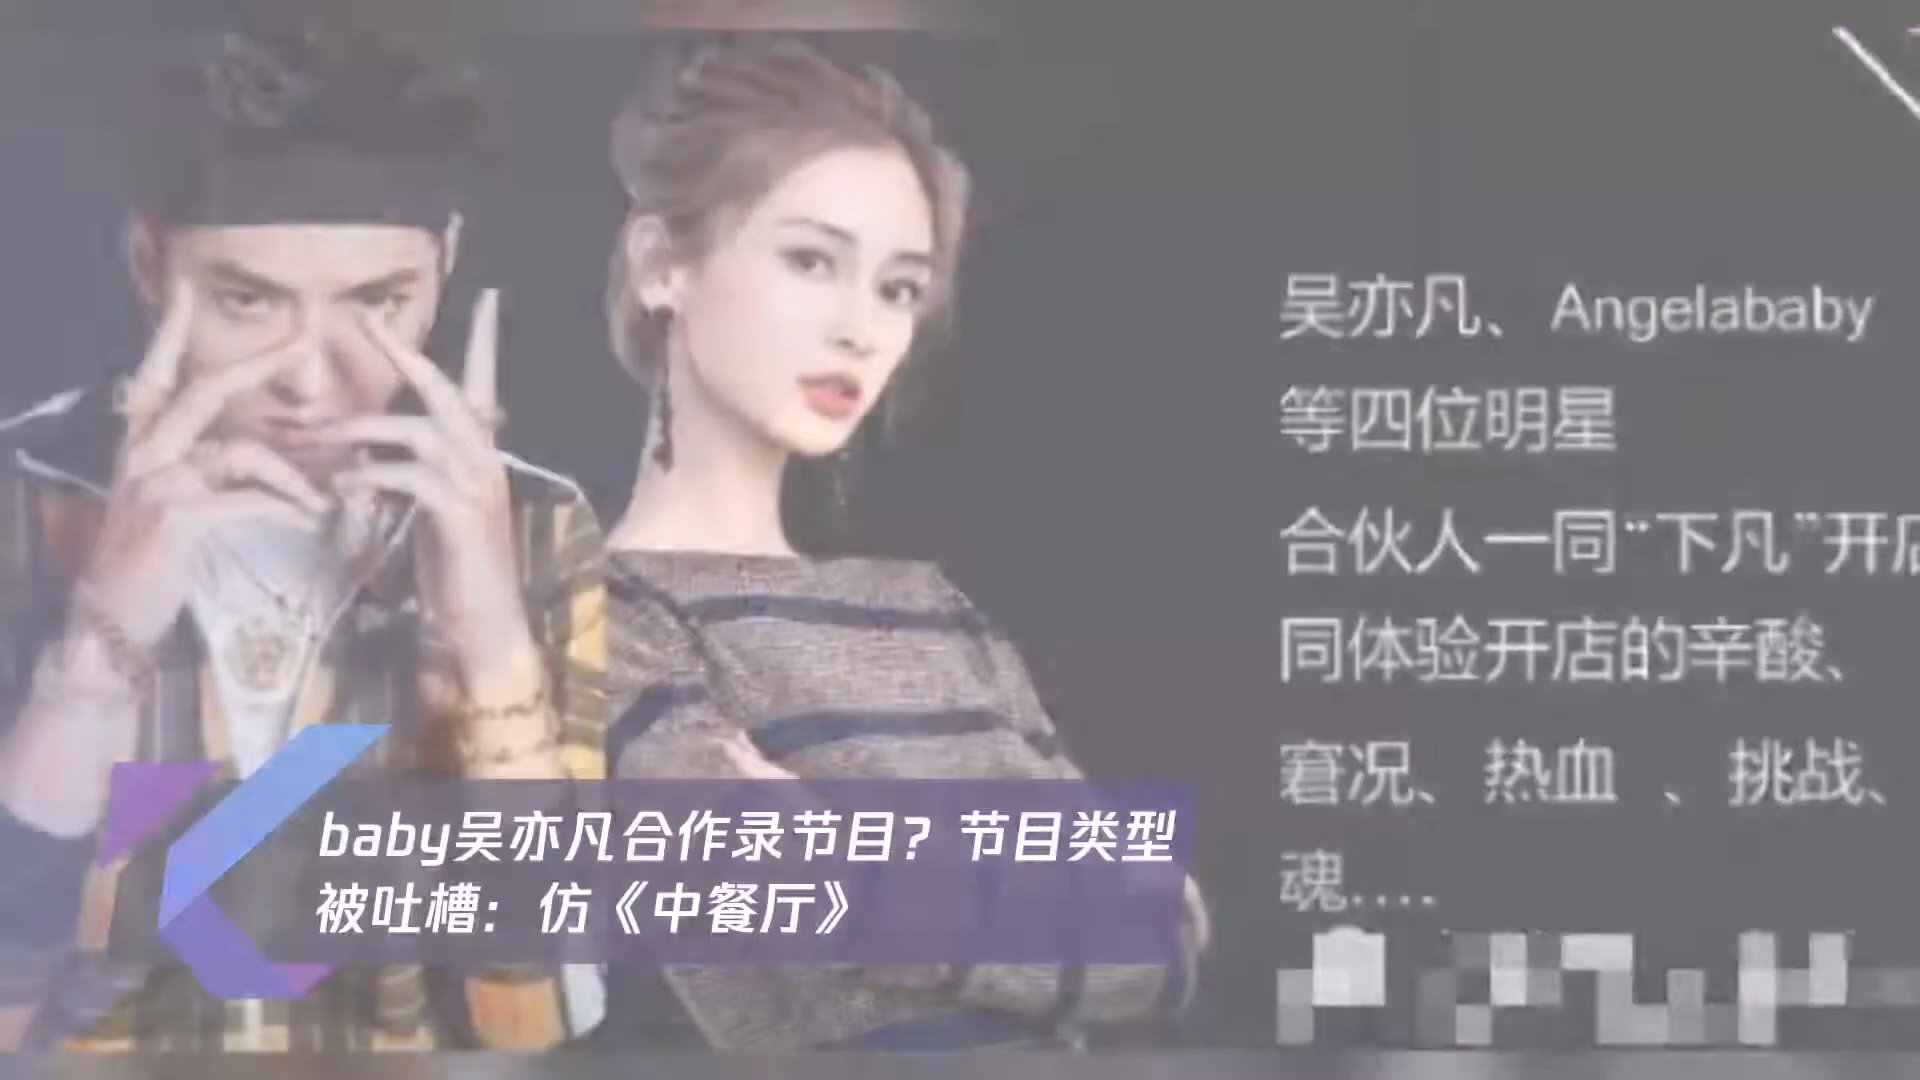 吴亦凡、Angelababy
等四位明星
合伙人一同“下凡”开店
同体验开店的辛酸、
窘况、热血 、挑战、
魂....
baby吴亦凡合作录节目？节目类型
被吐槽：仿《中餐厅》